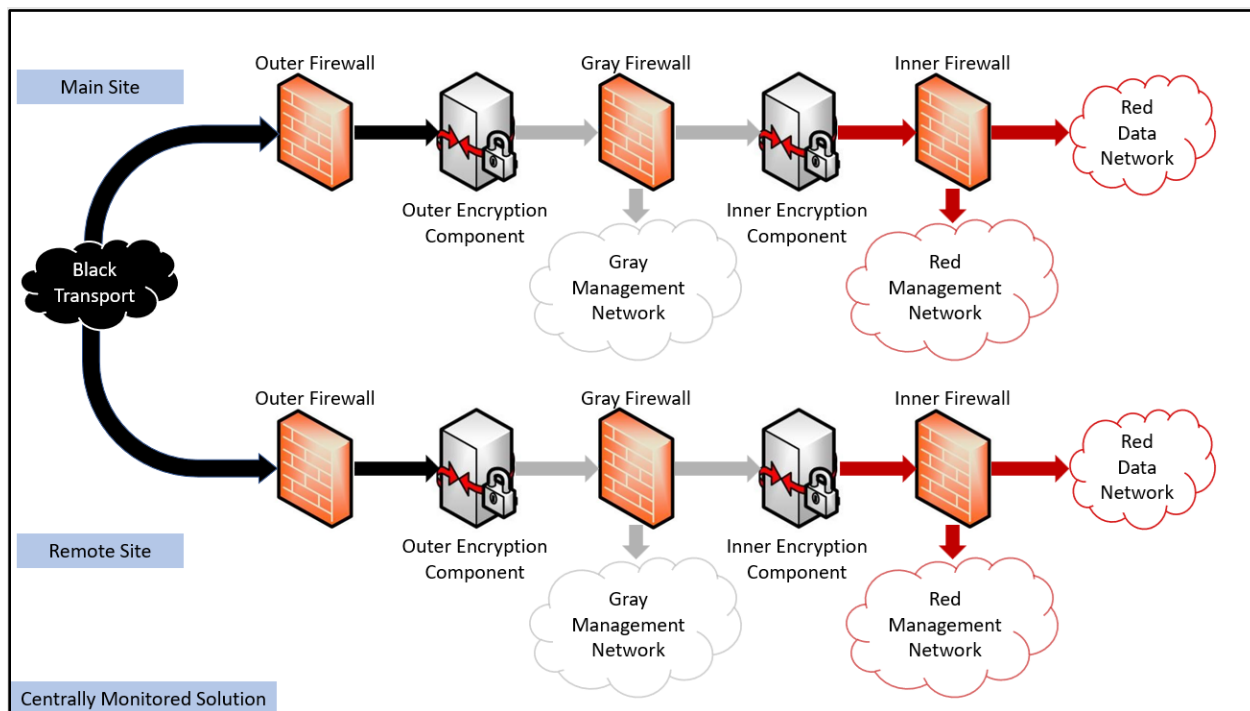 Main Site
Outer Firewall
Gray Firewall
Inner Firewall
Red
Data
Network
Outer Encryption
Component
Inner Encryption
Component
Gray
Management
Network
Red
Management
Network
Black
Transport
Outer Firewall
Gray Firewall
Inner Firewall
Red
Data
Network
Remote Site
Outer Encryption
Component
Inner Encryption
Component
Gray
Management
Network
Red
Management
Network
Centrally Monitored Solution